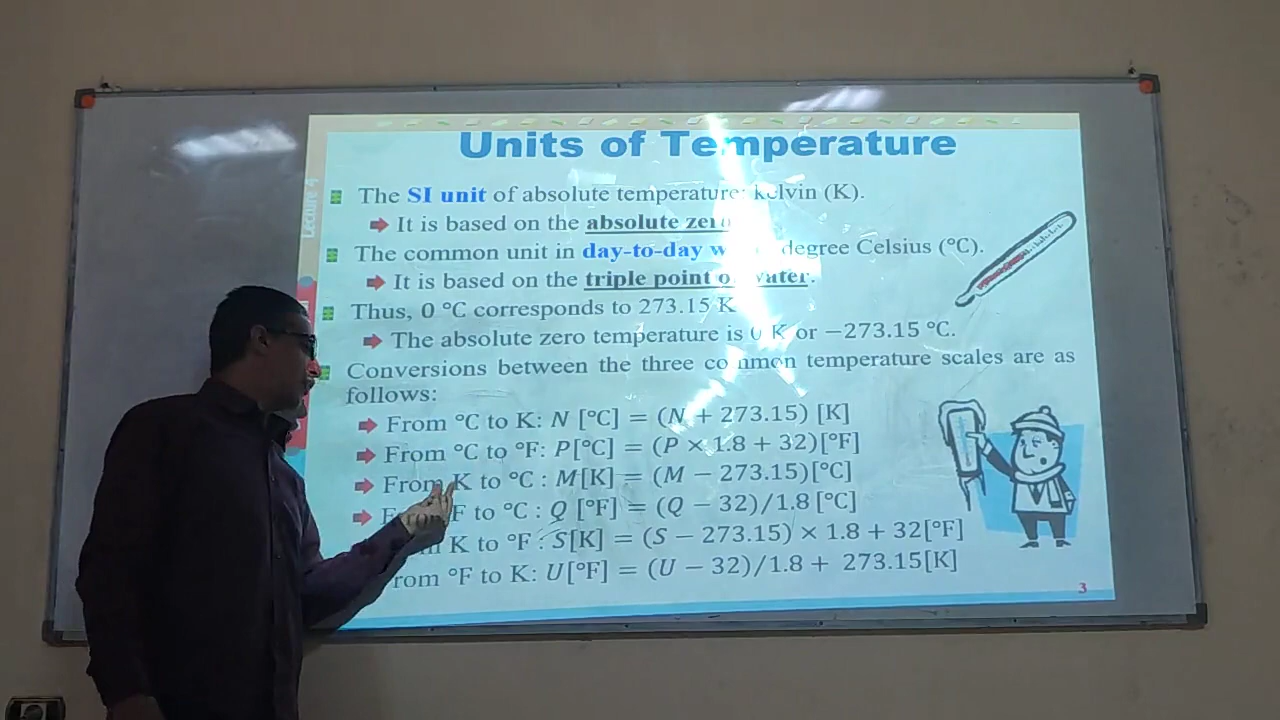 Units of Temperature
Lecture 4
The SI unit of absolute temperature: kelvin (K).
It is based on the absolute zero
The common unit in day-to-day degree Celsius (°C).
It is based on the triple point of water.
Thus, 0 °C corresponds to 273.15 K
The absolute zero temperature is 0 K or −273.15 °C.
Conversions between the three common temperature scales are as
follows:
From °C to K: N [°C] = (N + 273.15) [K]
From °C to °F: P[°C] = (P × 1.8 + 32)[°F]
From K to °C : M[K] = (M − 273.15)[°C]
F to °C : Q [°F] = (Q − 32)/1.8 [°C]
K to °F : S[K] = (S − 273.15) × 1.8 + 32[°F]
From °F to K: U[°F] = (U − 32)/1.8 + 273.15[K]
3